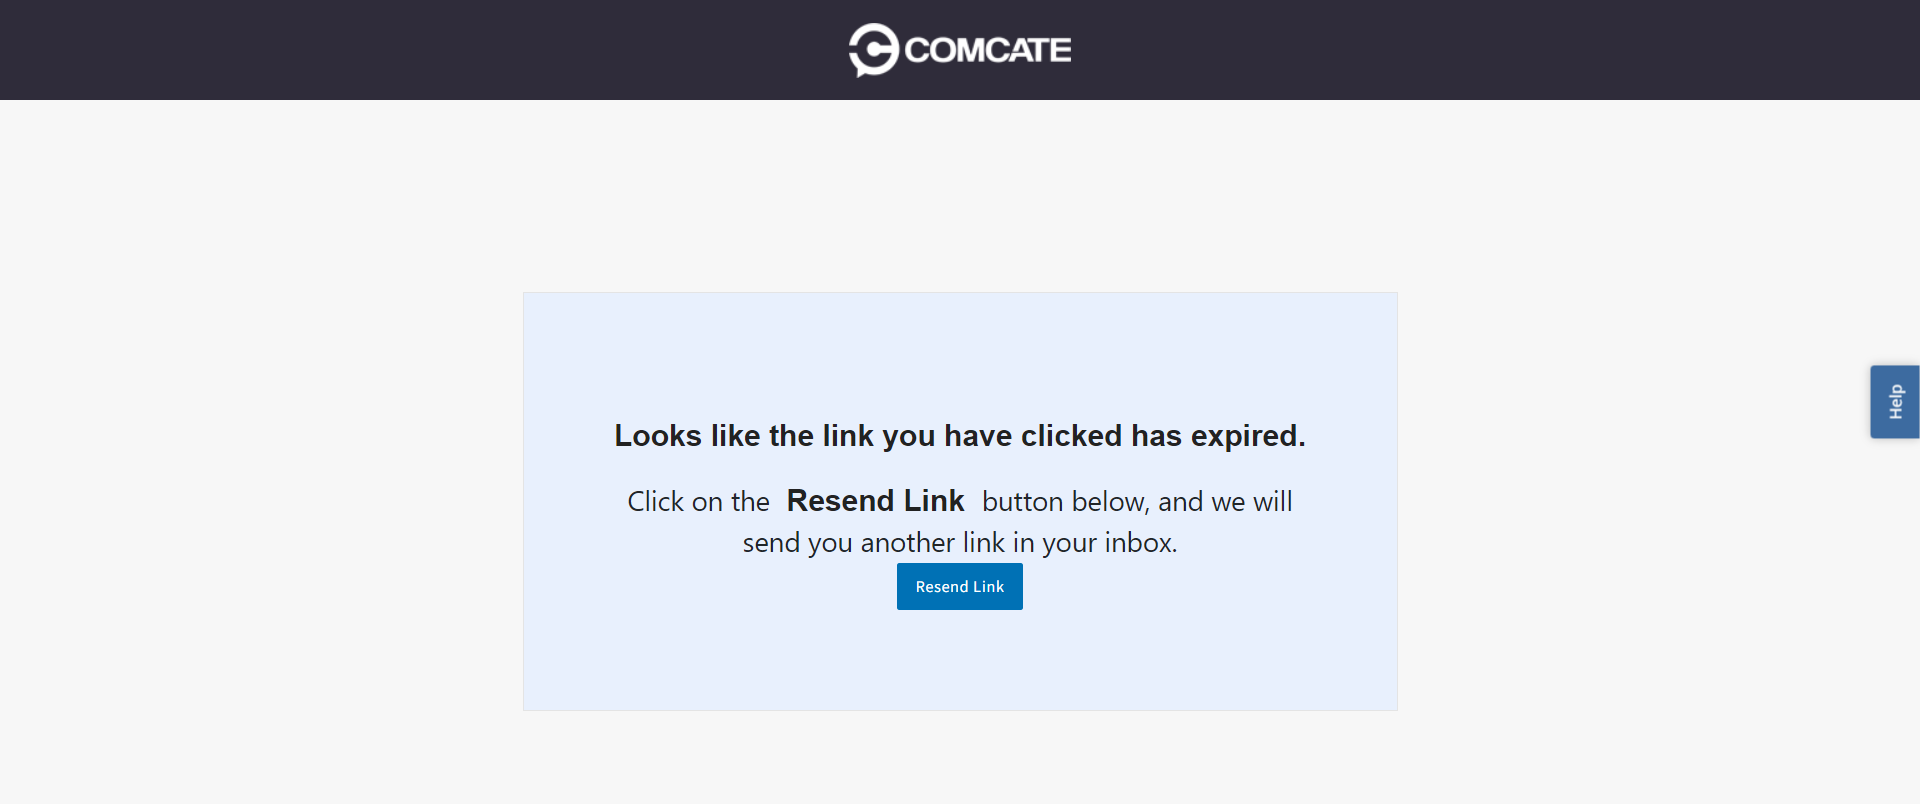 COMCATE
Looks like the link you have clicked has expired.
Click on the Resend Link button below, and we will
send you another link in your inbox.
Resend Link
Help